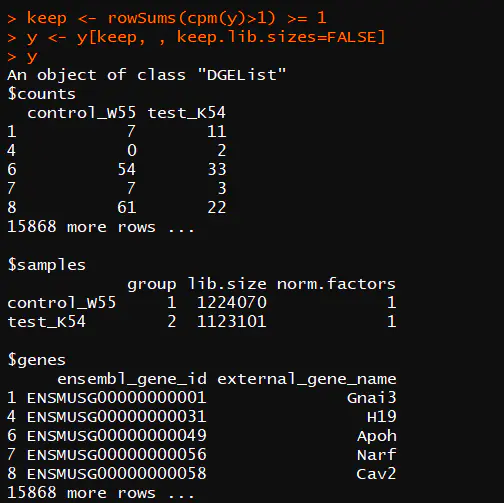 > keep <- rowSums(cpm(y)>1) >= 1
> y <- y[keep, , keep.lib.sizes=FALSE]
> y
An object of class "DGEList"
$counts
  control_W55 test_K54
1           7       11
4           0        2
6          54       33
7           7        3
8          61       22
15868 more rows ...

$samples
            group lib.size norm.factors
control_W55     1  1224070            1
test_K54        2  1123101            1

$genes
     ensembl_gene_id external_gene_name
1 ENSMUSG00000000001              Gnai3
4 ENSMUSG00000000031                H19
6 ENSMUSG00000000049               Apoh
7 ENSMUSG00000000056               Narf
8 ENSMUSG00000000058               Cav2
15868 more rows ...